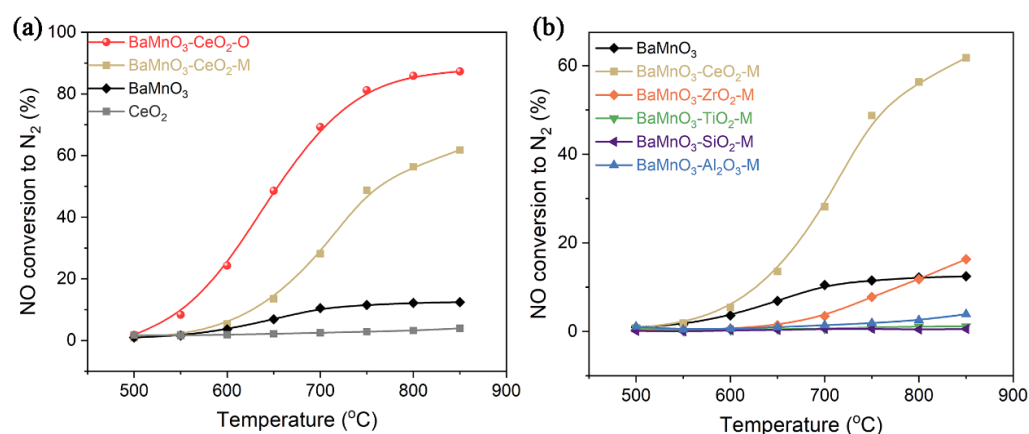 (a)
BaMnO₃-CeO₂-O
BaMnO₃-CeO₂-M
BaMnO₃
CeO₂
NO conversion to N₂ (%)
100
80
60
40
20
0
500
600
700
800
900
Temperature (°C)
(b)
BaMnO₃
BaMnO₃-CeO₂-M
BaMnO₃-ZrO₂-M
BaMnO₃-TiO₂-M
BaMnO₃-SiO₂-M
BaMnO₃-Al₂O₃-M
NO conversion to N₂ (%)
60
40
20
0
500
600
700
800
900
Temperature (°C)